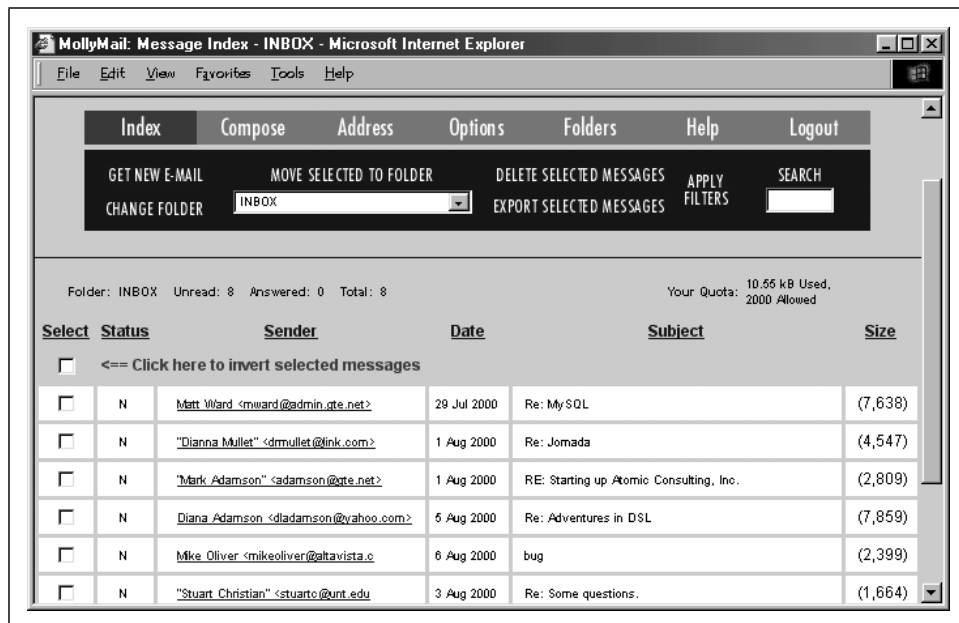 MollyMail: Message Index - INBOX - Microsoft Internet Explorer
File Edit View Favorites Tools Help
Index Compose Address Options Folders Help Logout
GET NEW E-MAIL MOVE SELECTED TO FOLDER DELETE SELECTED MESSAGES APPLY FILTERS SEARCH
CHANGE FOLDER INBOX EXPORT SELECTED MESSAGES
Folder: INBOX Unread: 8 Answered: 0 Total: 8 Your Quota: 10.55 kB Used, 2000 Allowed
Select Status Sender Date Subject Size
<== Click here to invert selected messages
N Matt Ward <mward@admin.gte.net> 29 Jul 2000 Re: MySQL (7,638)
N "Dianna Mullet" <drmullet@link.com> 1 Aug 2000 Re: Jornada (4,547)
N "Mark Adamson" <adamson@gte.net> 1 Aug 2000 RE: Starting up Atomic Consulting, Inc. (2,809)
N Diana Adamson <dladamson@yahoo.com> 5 Aug 2000 Re: Adventures in DSL (7,859)
N Mike Oliver <mikeoliver@altavista.c 6 Aug 2000 bug (2,399)
N "Stuart Christian" <stuartc@unt.edu 3 Aug 2000 Re: Some questions. (1,664)